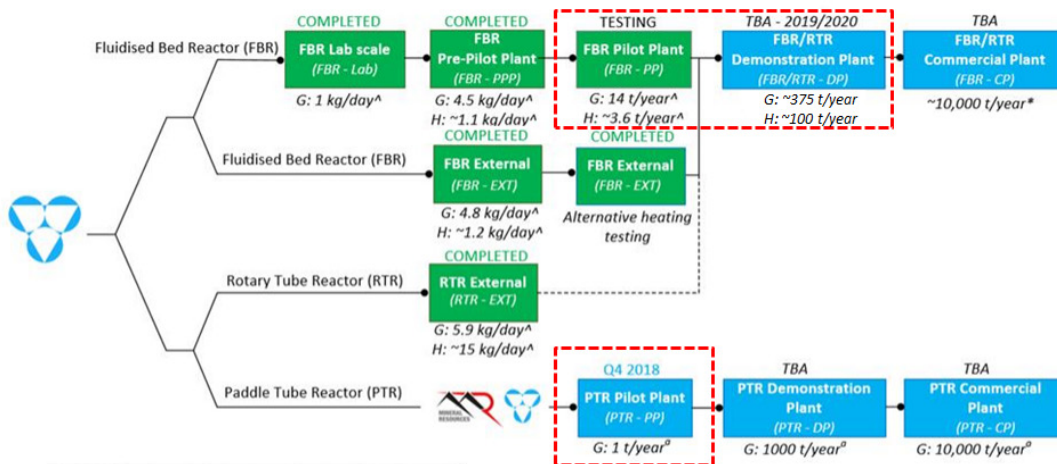 COMPLETED
COMPLETED
TESTING
TBA - 2019/2020
TBA
Fluidised Bed Reactor (FBR)
FBR Lab scale
(FBR - Lab)
G: 1 kg/day^
FBR
Pre-Pilot Plant
(FBR - PPP)
G: 4.5 kg/day^
H: ~1.1 kg/day^
FBR Pilot Plant
(FBR - PP)
G: 14 t/year^
H: ~3.6 t/year^
FBR/RTR
Demonstration Plant
(FBR/RTR - DP)
G: ~375 t/year
H: ~100 t/year
FBR/RTR
Commercial Plant
(FBR - CP)
~10,000 t/year*
Fluidised Bed Reactor (FBR)
COMPLETED
FBR External
(FBR - EXT)
G: 4.8 kg/day^
H: ~1.2 kg/day^
COMPLETED
FBR External
(FBR - EXT)
Alternative heating
testing
Rotary Tube Reactor (RTR)
COMPLETED
RTR External
(RTR - EXT)
G: 5.9 kg/day^
H: ~15 kg/day^
Paddle Tube Reactor (PTR)
MINERAL
RESOURCES
Q4 2018
PTR Pilot Plant
(PTR - PP)
G: 1 t/yearᵃ
TBA
PTR Demonstration
Plant
(PTR - DP)
G: 1000 t/yearᵃ
TBA
PTR Commercial
Plant
(PTR - CP)
G: 10,000 t/yearᵃ